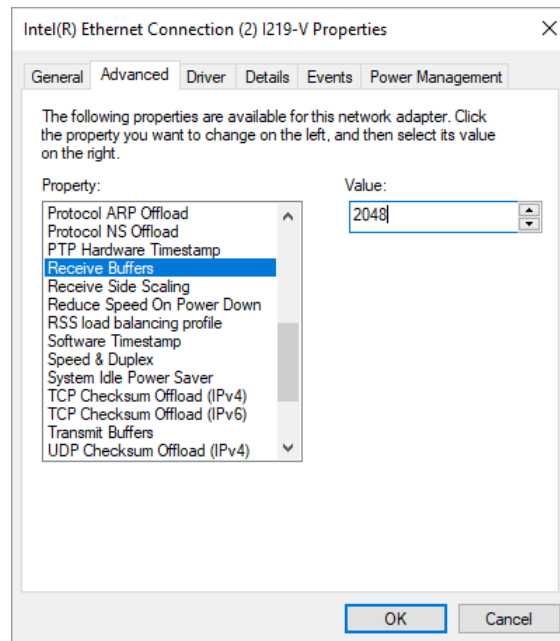 Intel(R) Ethernet Connection (2) I219-V Properties
General Advanced Driver Details Events Power Management
The following properties are available for this network adapter. Click
the property you want to change on the left, and then select its value
on the right.
Property:
Value:
Protocol ARP Offload
Protocol NS Offload
PTP Hardware Timestamp
Receive Buffers
Receive Side Scaling
Reduce Speed On Power Down
RSS load balancing profile
Software Timestamp
Speed & Duplex
System Idle Power Saver
TCP Checksum Offload (IPv4)
TCP Checksum Offload (IPv6)
Transmit Buffers
UDP Checksum Offload (IPv4)
2048
OK
Cancel